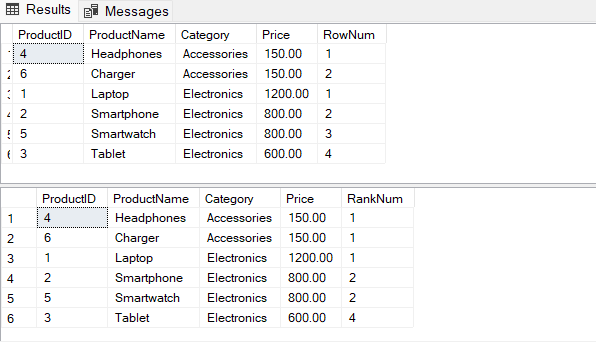 Results Messages
ProductID ProductName Category Price RowNum
4 Headphones Accessories 150.00 1
2 6 Charger Accessories 150.00 2
3 1 Laptop Electronics 1200.00 1
4 2 Smartphone Electronics 800.00 2
5 5 Smartwatch Electronics 800.00 3
6 3 Tablet Electronics 600.00 4
ProductID ProductName Category Price RankNum
1 4 Headphones Accessories 150.00 1
2 6 Charger Accessories 150.00 1
3 1 Laptop Electronics 1200.00 1
4 2 Smartphone Electronics 800.00 2
5 5 Smartwatch Electronics 800.00 2
6 3 Tablet Electronics 600.00 4